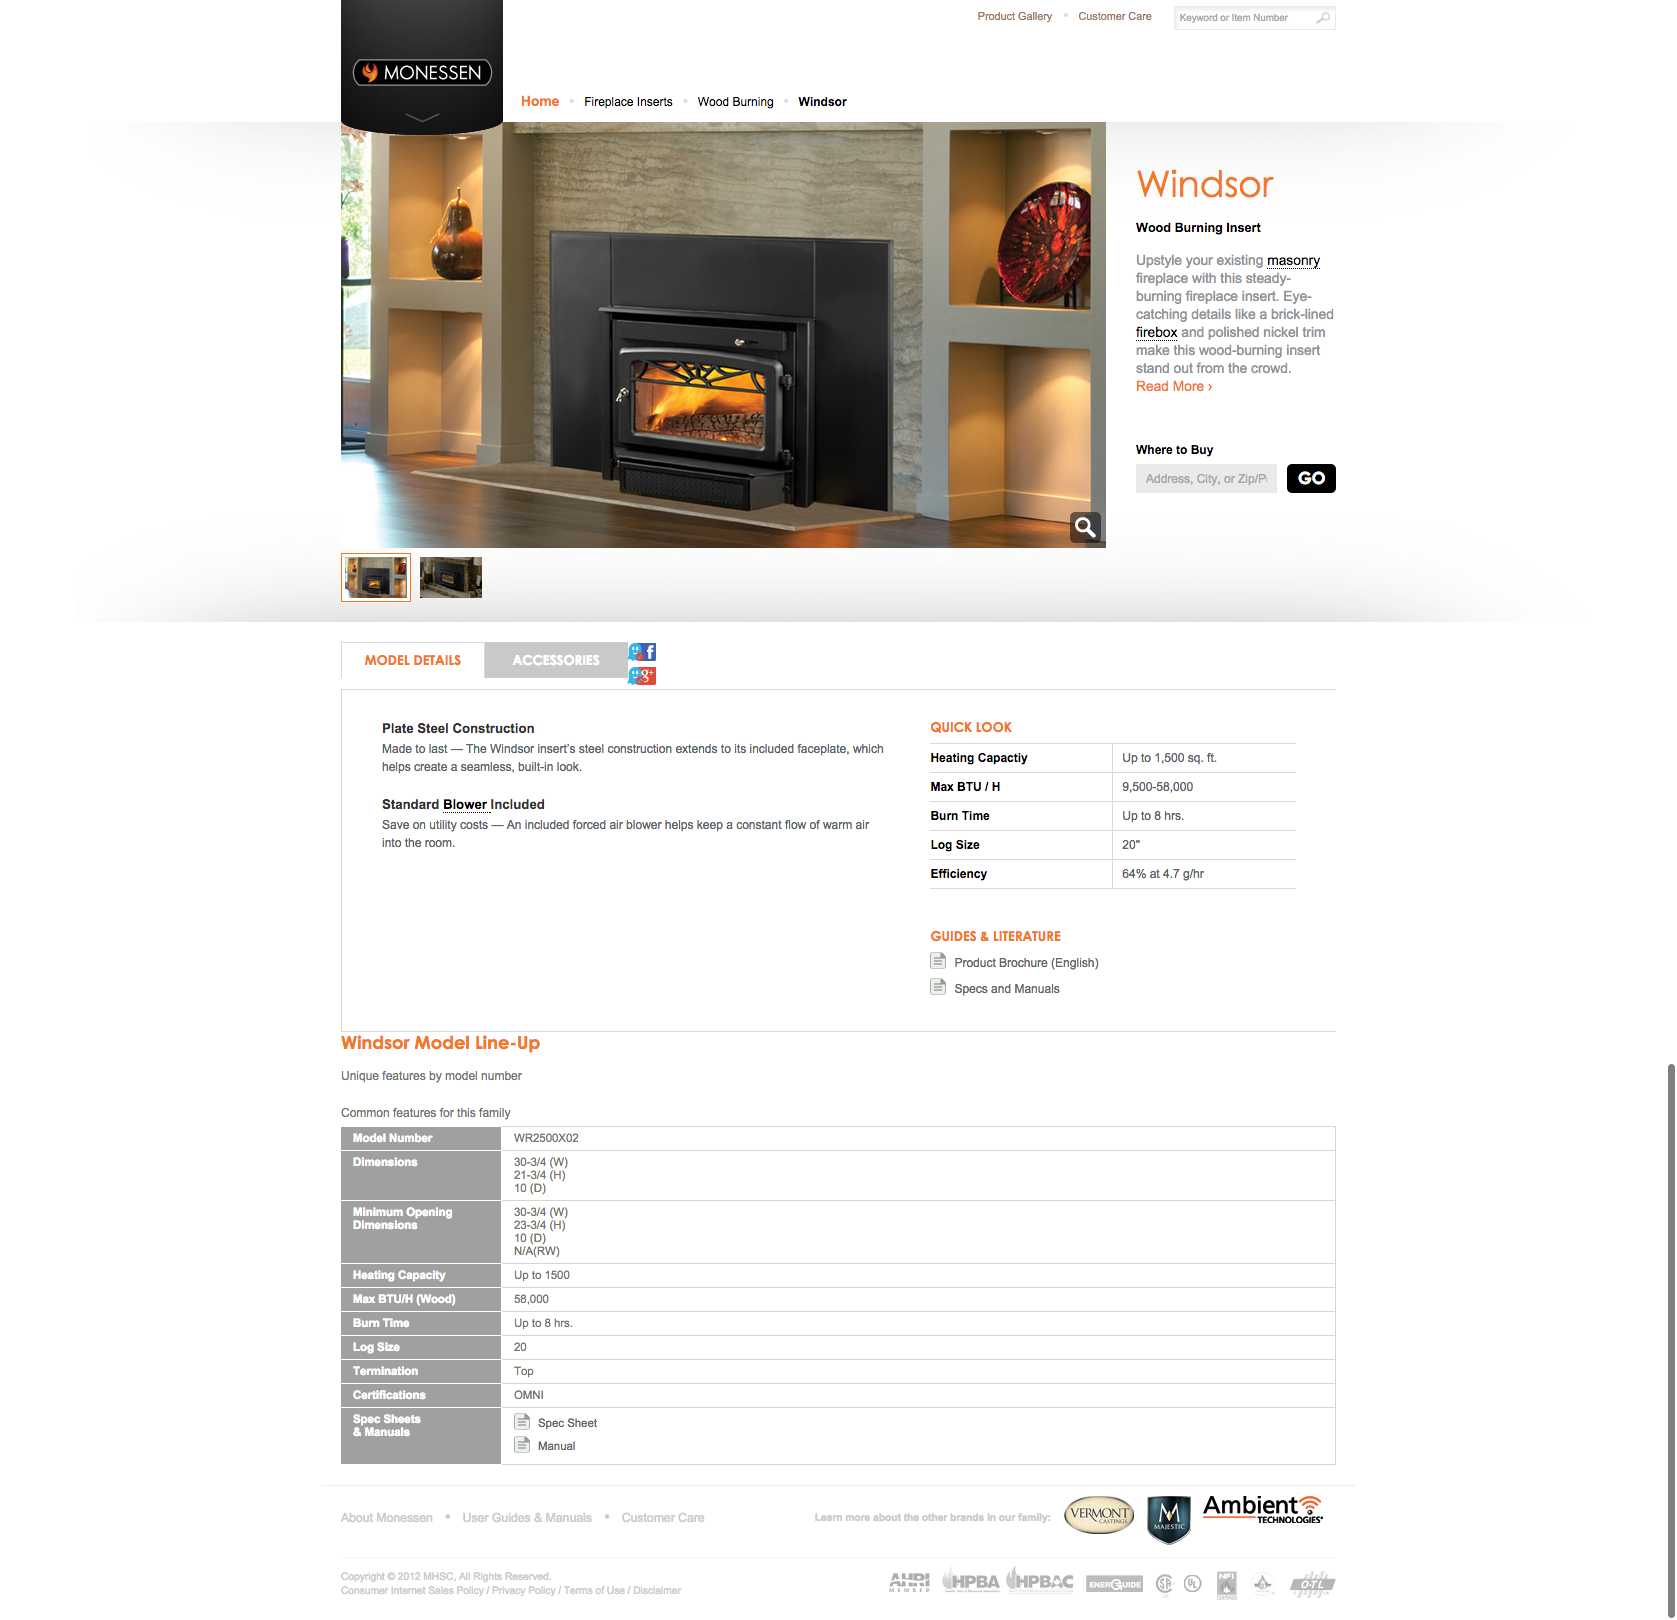 Product Gallery • Customer Care
Keyword or Item Number
MONESSEN
Home • Fireplace Inserts • Wood Burning • Windsor
Windsor
Wood Burning Insert
Upstyle your existing masonry
fireplace with this steady-
burning fireplace insert. Eye-
catching details like a brick-lined
firebox and polished nickel trim
make this wood-burning insert
stand out from the crowd.
Read More ›
Where to Buy
Address, City, or Zip/P
GO
MODEL DETAILS
ACCESSORIES
f
g+
Plate Steel Construction
Made to last — The Windsor insert's steel construction extends to its included faceplate, which
helps create a seamless, built-in look.
Standard Blower Included
Save on utility costs — An included forced air blower helps keep a constant flow of warm air
into the room.
QUICK LOOK
Heating Capactiy Up to 1,500 sq. ft.
Max BTU / H 9,500-58,000
Burn Time Up to 8 hrs.
Log Size 20"
Efficiency 64% at 4.7 g/hr
GUIDES & LITERATURE
Product Brochure (English)
Specs and Manuals
Windsor Model Line-Up
Unique features by model number
Common features for this family
Model Number WR2500X02
Dimensions 30-3/4 (W)
21-3/4 (H)
10 (D)
Minimum Opening 30-3/4 (W)
Dimensions 23-3/4 (H)
10 (D)
N/A(RW)
Heating Capacity Up to 1500
Max BTU/H (Wood) 58,000
Burn Time Up to 8 hrs.
Log Size 20
Termination Top
Certifications OMNI
Spec Sheets Spec Sheet
& Manuals Manual
About Monessen • User Guides & Manuals • Customer Care
Learn more about the other brands in our family:
VERMONT
CASTINGS
M
MAJESTIC
Ambient
TECHNOLOGIES
Copyright © 2012 MHSC, All Rights Reserved.
Consumer Internet Sales Policy / Privacy Policy / Terms of Use / Disclaimer
AHRI
MEMBER
HPBA
HPBAC
ENERGUIDE
UL
NFI
CERTIFIED
O-TL